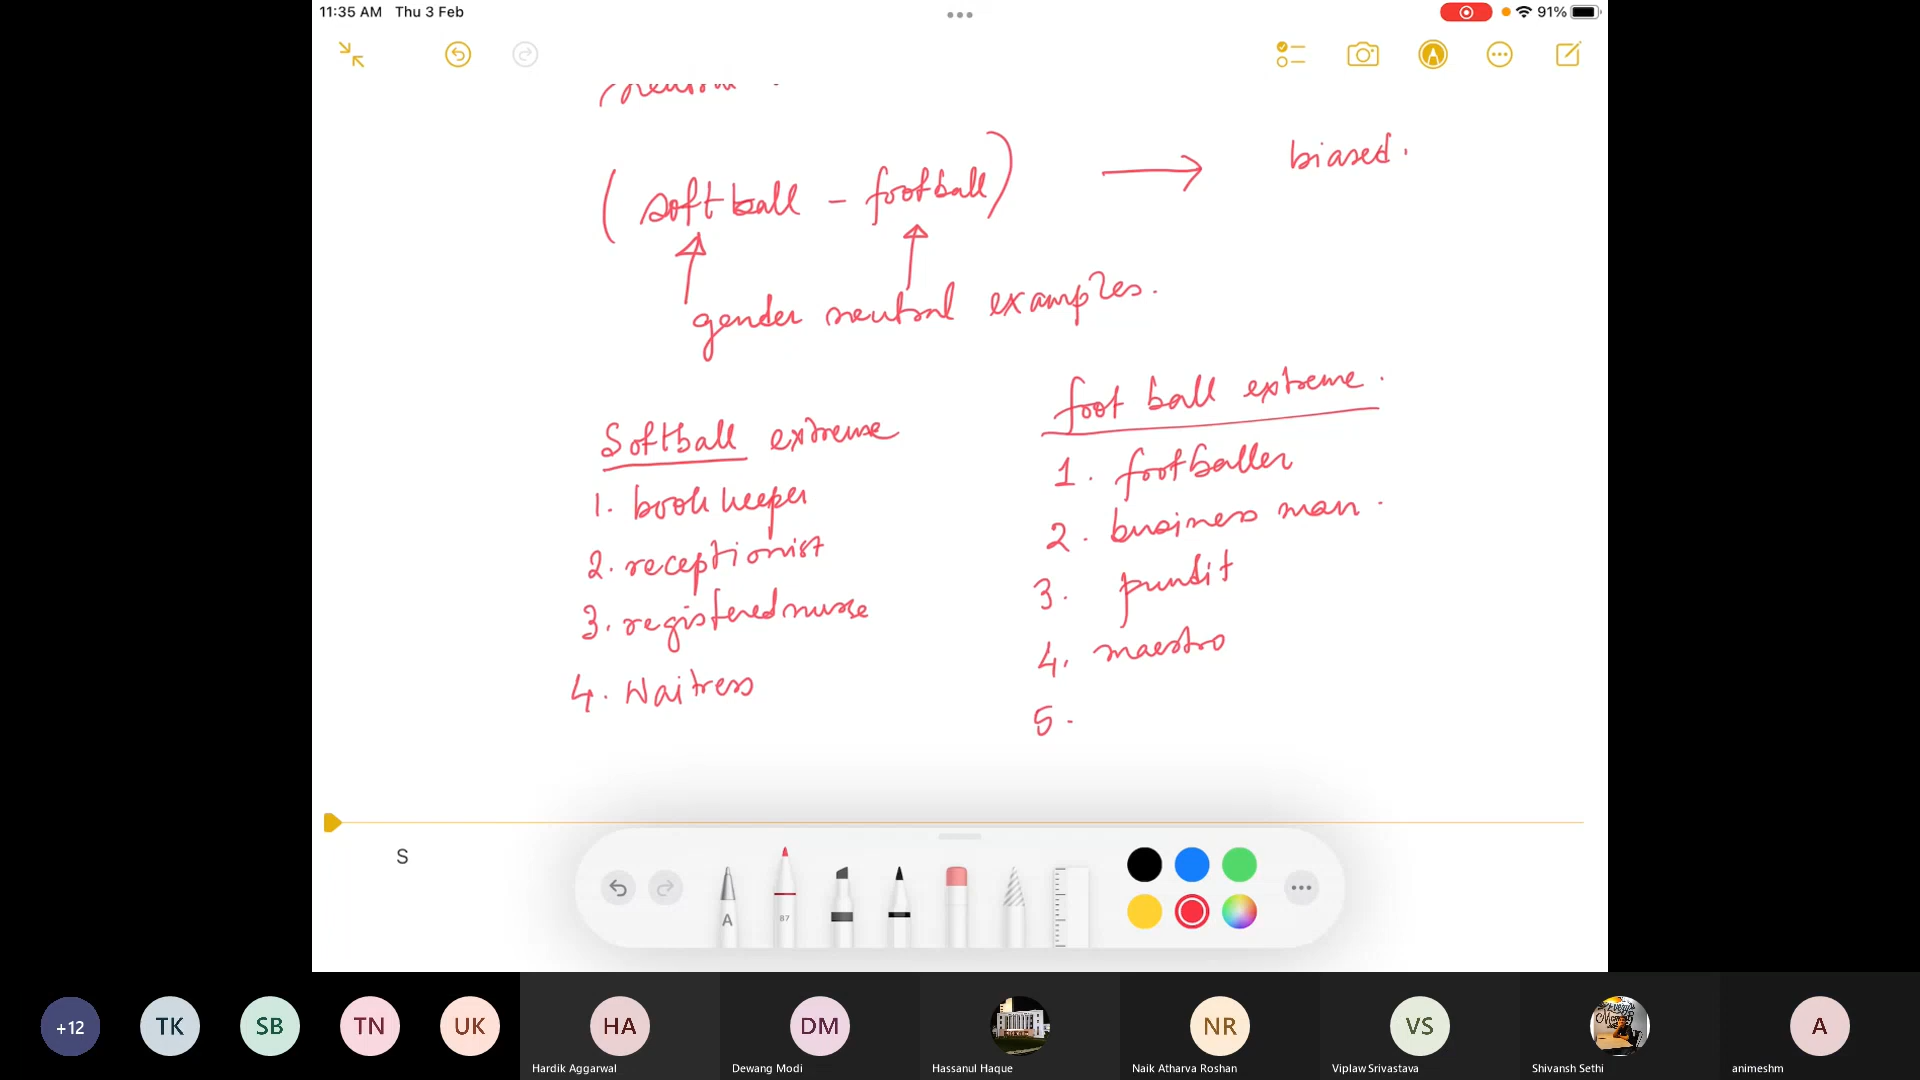 11:35 AM Thu 3 Feb
91%
(neutral
(softball - football) → biased.
gender neutral examples.
Softball extreme
1. book keeper
2. receptionist
3. registered nurse
4. Waitress
foot ball extreme.
1. footballer
2. business man.
3. pundit
4. maestro
5.
S
A
87
+12
TK
SB
TN
UK
HA
Hardik Aggarwal
DM
Dewang Modi
Hassanul Haque
NR
Naik Atharva Roshan
VS
Viplaw Srivastava
Shivansh Sethi
A
animeshm